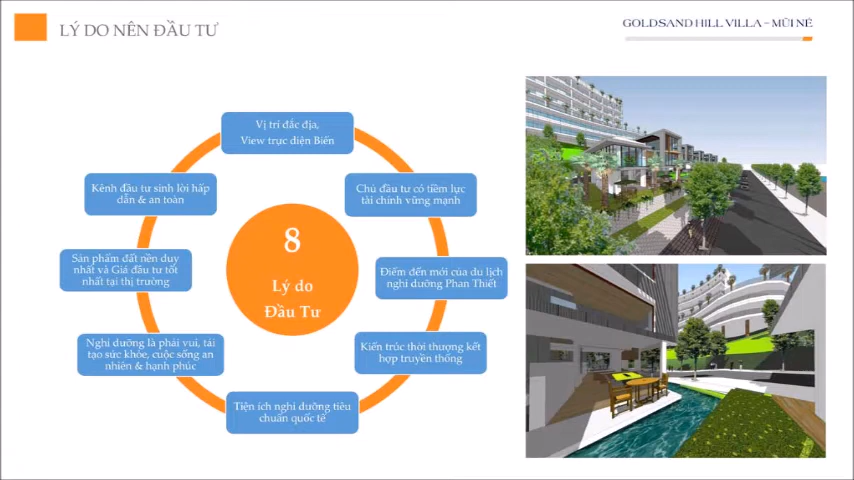 LÝ DO NÊN ĐẦU TƯ
GOLDSAND HILL VILLA – MŨI NÉ
Vị trí đắc địa,
View trực diện Biển
Chủ đầu tư có tiềm lực
tài chính vững mạnh
Điểm đến mới của du lịch
nghỉ dưỡng Phan Thiết
Kiến trúc thời thượng kết
hợp truyền thống
Tiện ích nghỉ dưỡng tiêu
chuẩn quốc tế
Nghỉ dưỡng là phải vui, tái
tạo sức khỏe, cuộc sống an
nhiên & hạnh phúc
Sản phẩm đất nền duy
nhất và Giá đầu tư tốt
nhất tại thị trường
Kênh đầu tư sinh lời hấp
dẫn & an toàn
8
Lý do
Đầu Tư